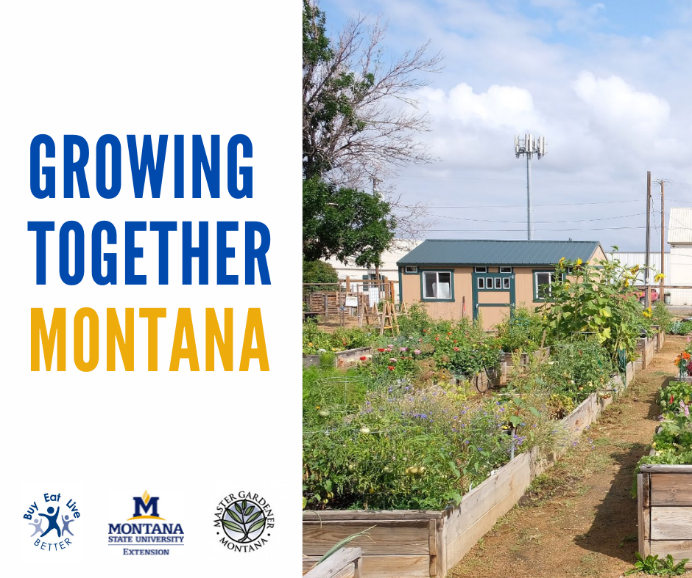 GROWING
TOGETHER
MONTANA
Buy Eat Live
BETTER
M
MONTANA
STATE UNIVERSITY
EXTENSION
MASTER GARDENER
MONTANA